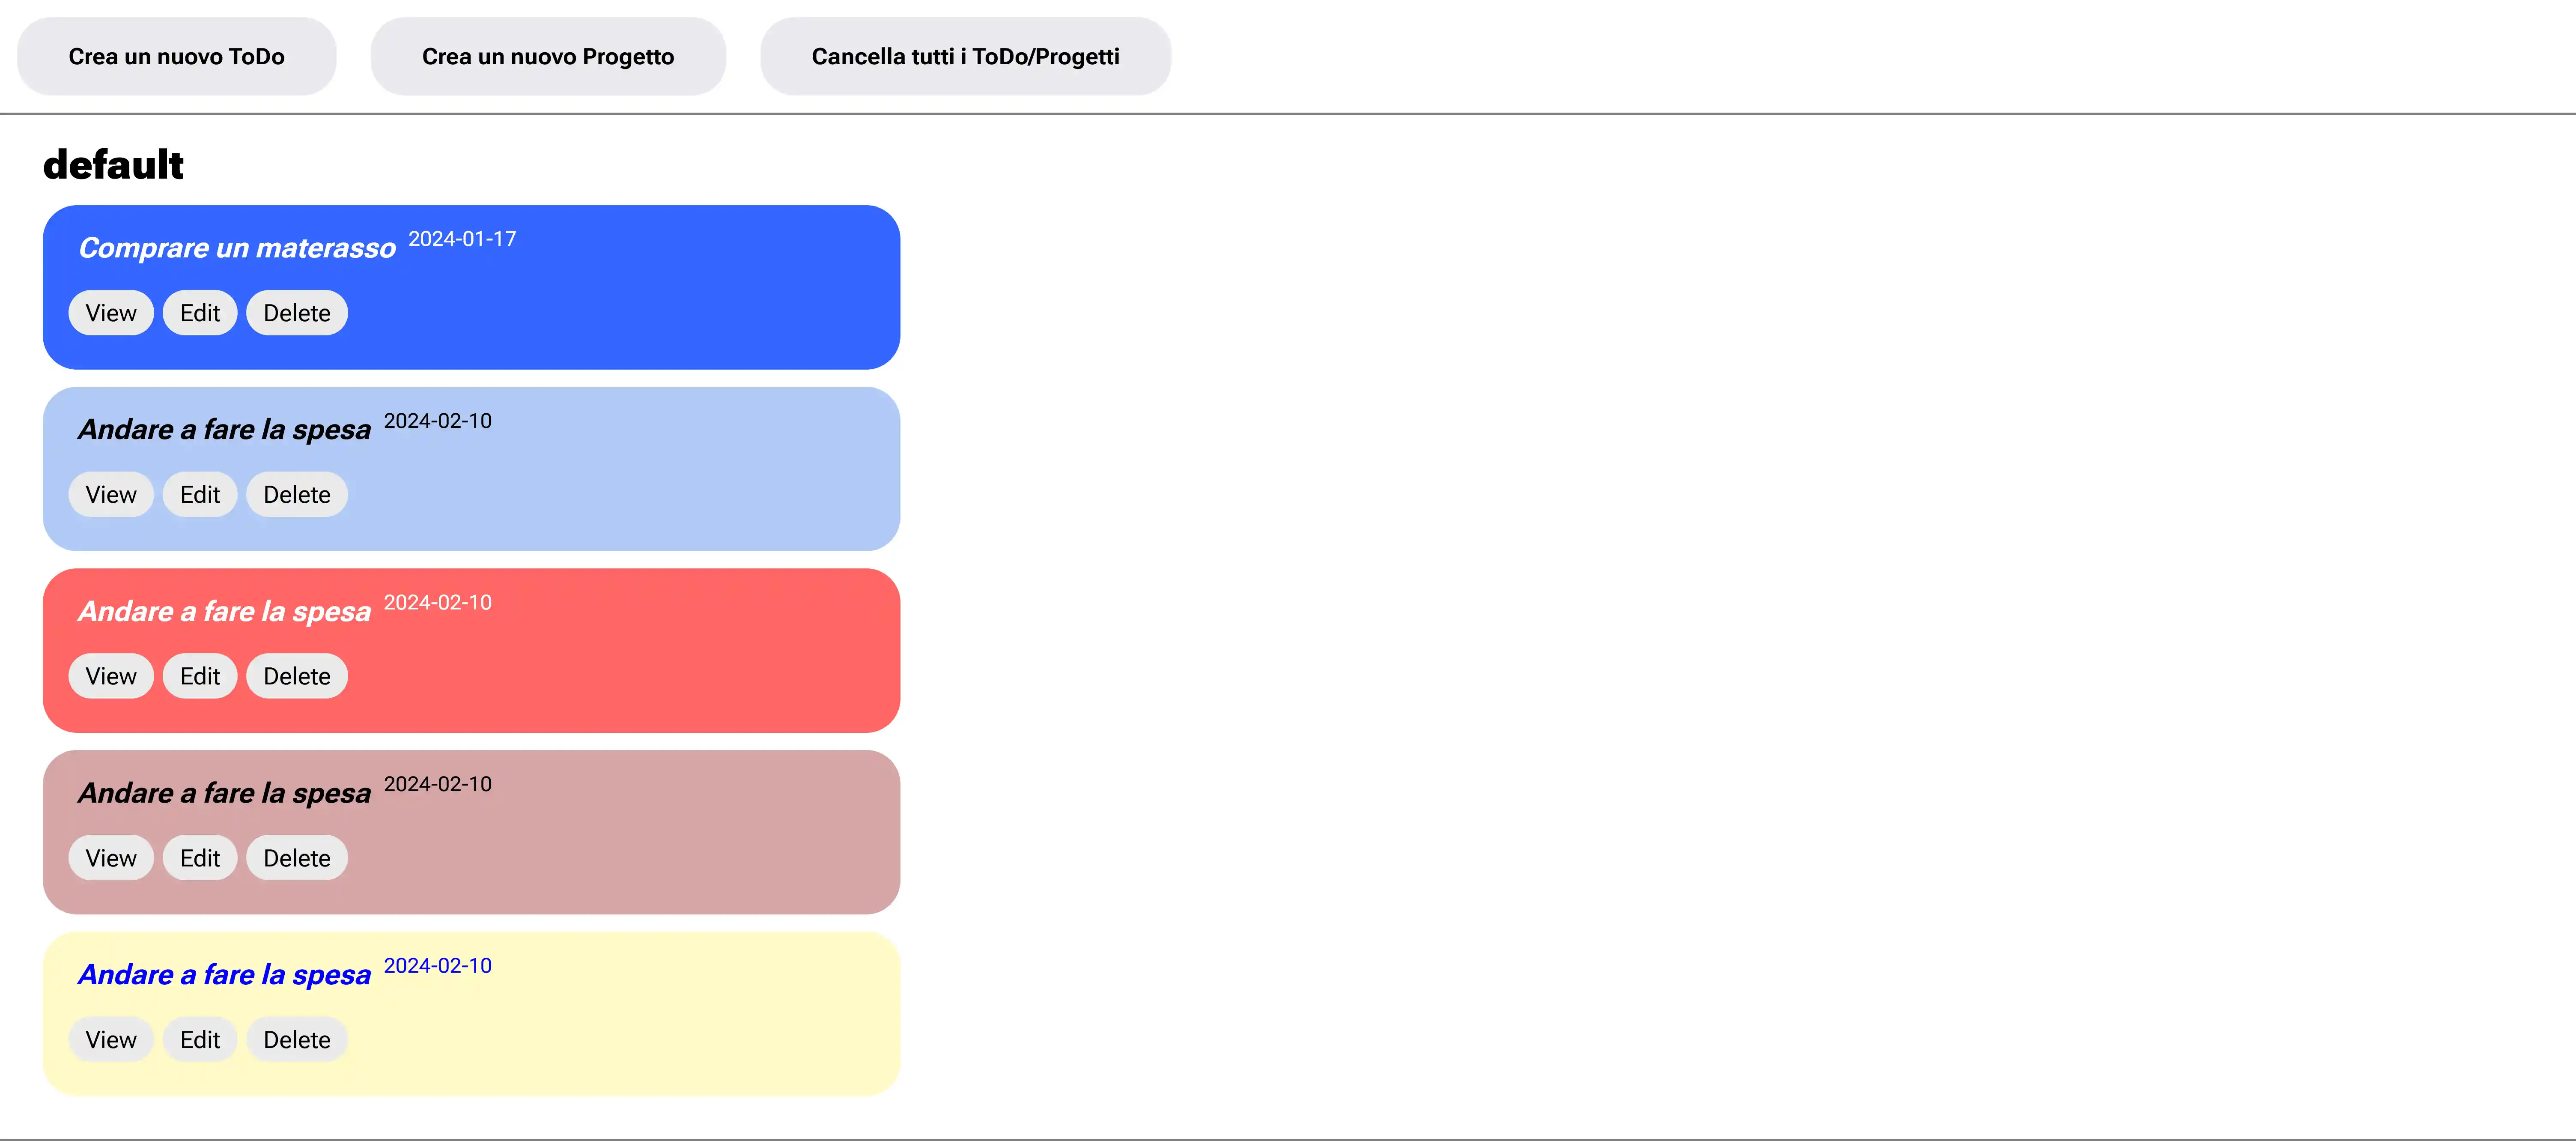 Crea un nuovo ToDo Crea un nuovo Progetto Cancella tutti i ToDo/Progetti
default
Comprare un materasso 2024-01-17
View Edit Delete
Andare a fare la spesa 2024-02-10
View Edit Delete
Andare a fare la spesa 2024-02-10
View Edit Delete
Andare a fare la spesa 2024-02-10
View Edit Delete
Andare a fare la spesa 2024-02-10
View Edit Delete